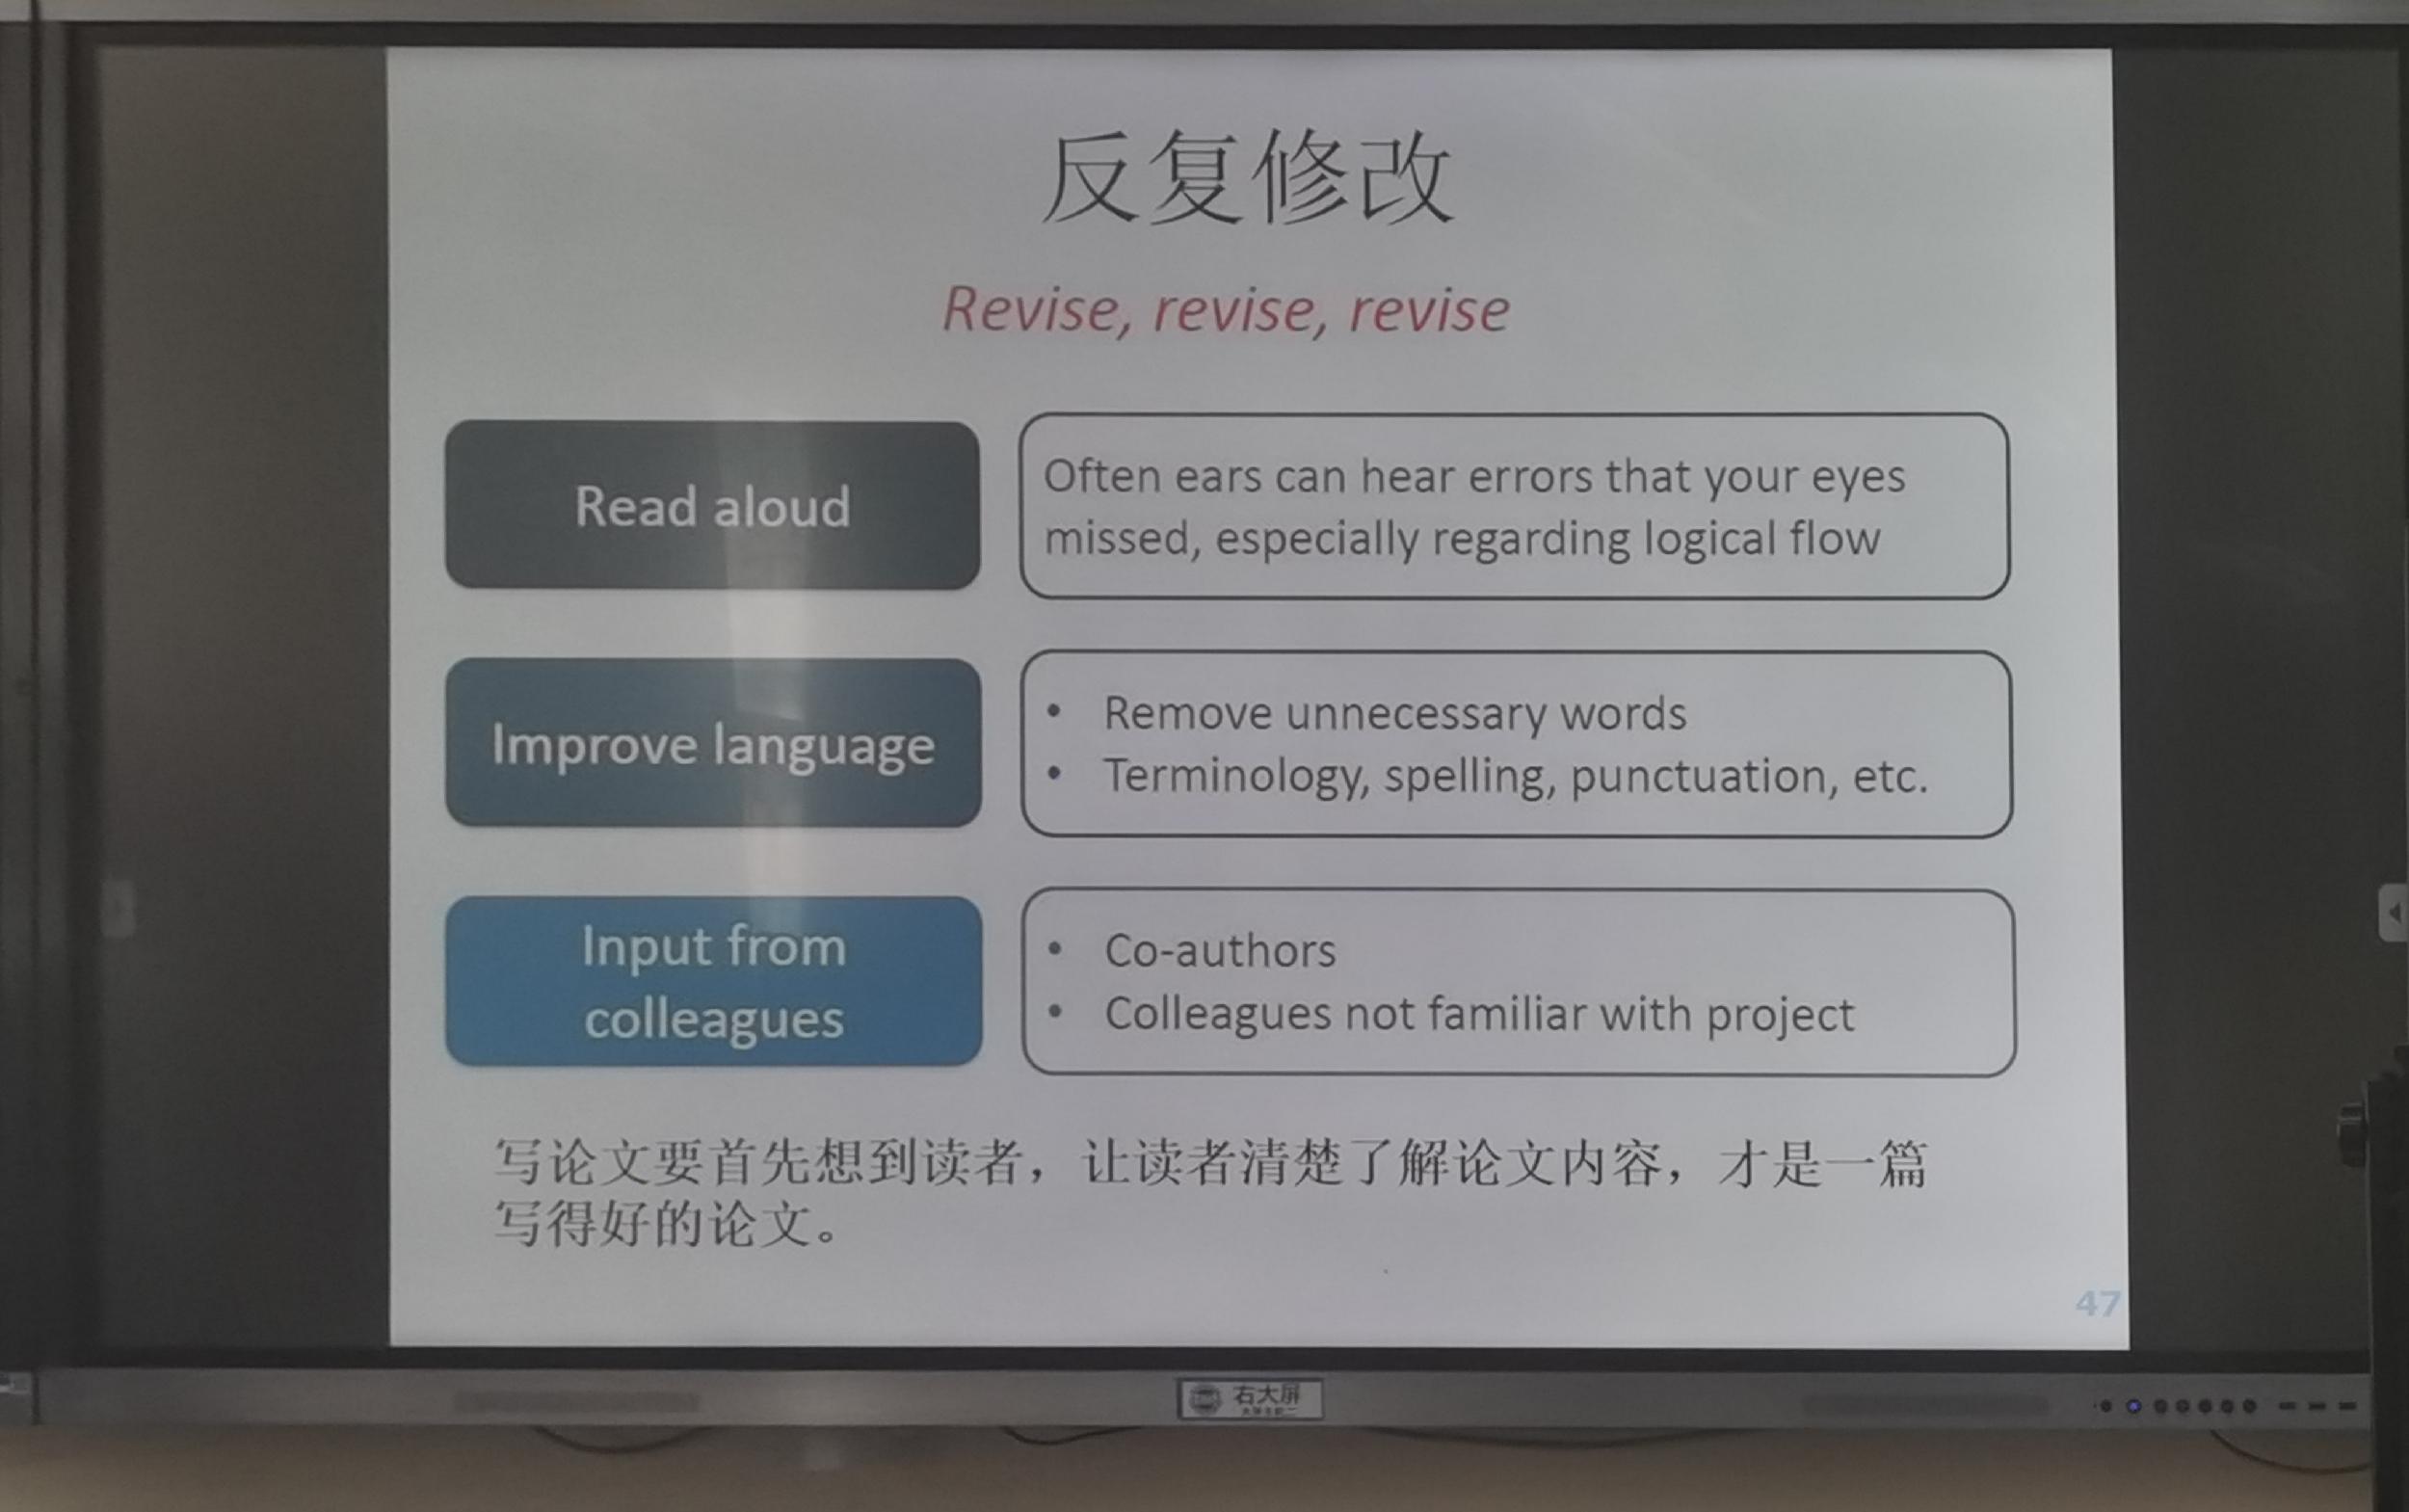 反复修改
Revise, revise, revise
Read aloud
Often ears can hear errors that your eyes
missed, especially regarding logical flow
Improve language
• Remove unnecessary words
• Terminology, spelling, punctuation, etc.
Input from
colleagues
• Co-authors
• Colleagues not familiar with project
写论文要首先想到读者，让读者清楚了解论文内容，才是一篇
写得好的论文。
47
右大屏